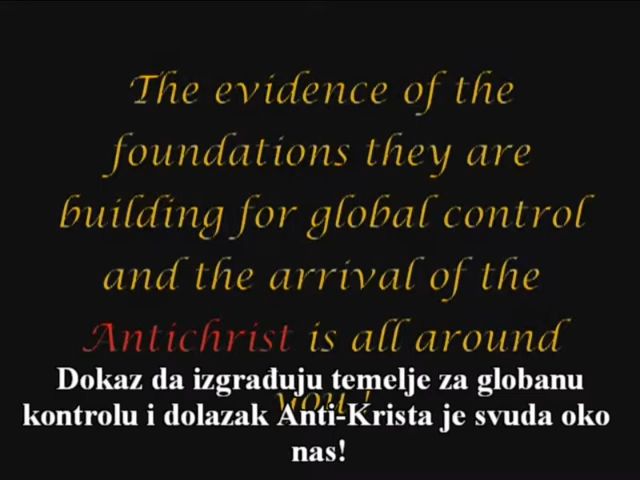 The evidence of the
foundations they are
building for global control
and the arrival of the
Antichrist is all around
you!
Dokaz da izgrađuju temelje za globanu
kontrolu i dolazak Anti-Krista je svuda oko
nas!